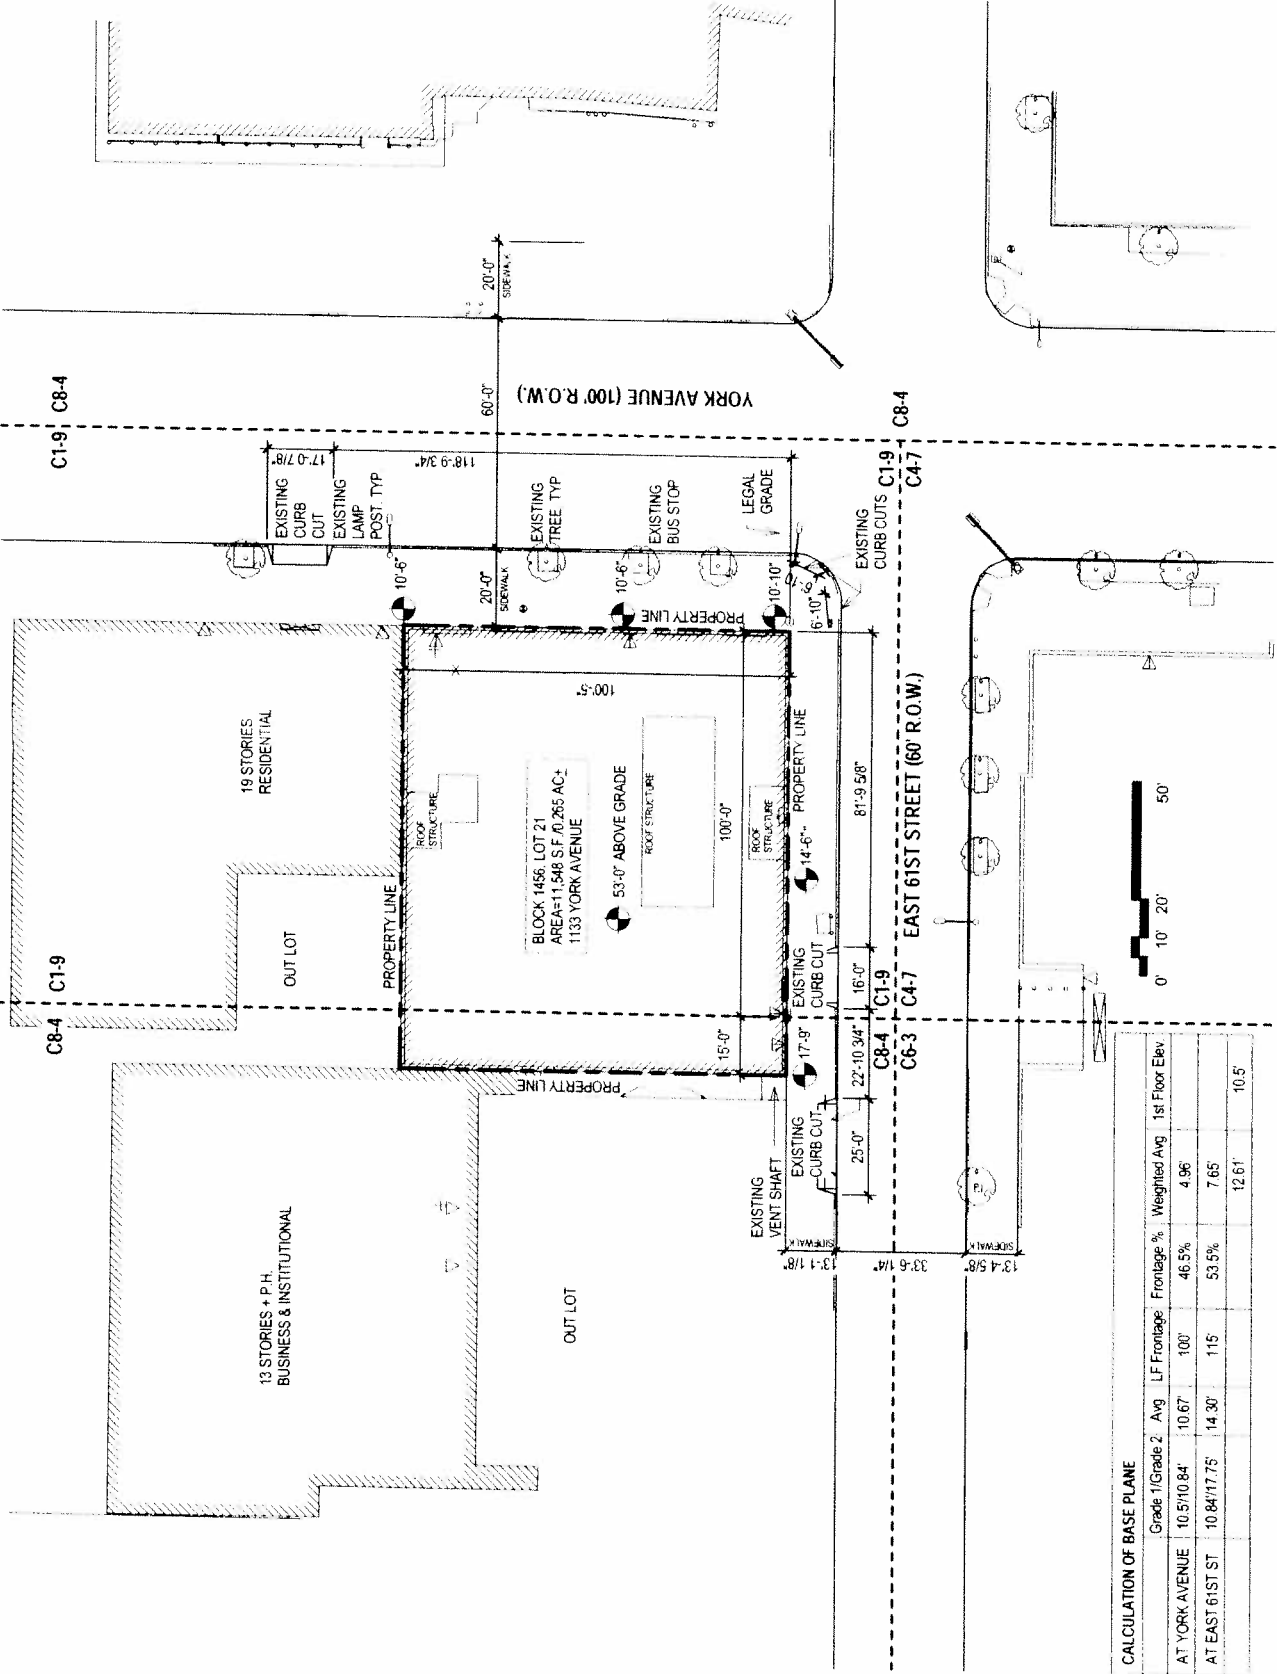 C8-4
C1-9
C1-9
C8-4
13 STORIES + P.H.
BUSINESS & INSTITUTIONAL
OUT LOT
19 STORIES
RESIDENTIAL
EXISTING
CURB
CUT
17'-0 7/8"
EXISTING
LAMP
POST. TYP
118'-9 3/4"
OUT LOT
PROPERTY LINE
10'-6"
ROOF
STRUCTURE
20'-0"
SIDEWALK
60'-0"
20'-0"
SIDEWALK
YORK AVENUE (100' R.O.W.)
PROPERTY LINE
BLOCK 1456, LOT 21
AREA=11,548 S.F./0.265 AC±
1133 YORK AVENUE
53'-0" ABOVE GRADE
100'-5"
EXISTING
TREE TYP
10'-6"
PROPERTY LINE
EXISTING
BUS STOP
ROOF STRUCTURE
15'-0"
100'-0"
ROOF
STRUCTURE
10'-10"
LEGAL
GRADE
EXISTING
VENT SHAFT
EXISTING
CURB CUT
17'-9"
EXISTING
CURB CUT
14'-6"±
PROPERTY LINE
6'-10"
6'-10"
EXISTING
CURB CUTS
SIDEWALK
13'-1 1/8"
25'-0"
22'-10 3/4"
16'-0"
81'-9 5/8"
33'-6 1/4"
C8-4
C1-9
C1-9
C8-4
C6-3
C4-7
EAST 61ST STREET (60' R.O.W.)
C4-7
SIDEWALK
13'-4 5/8"
0'
10'
20'
50'
CALCULATION OF BASE PLANE
Grade 1/Grade 2 Avg LF Frontage Frontage % Weighted Avg 1st Floor Elev.
AT YORK AVENUE 10.5'/10.84' 10.67' 100' 46.5% 4.96'
AT EAST 61ST ST 10.84'/17.75' 14.30' 115' 53.5% 7.65'
12.61' 10.5'